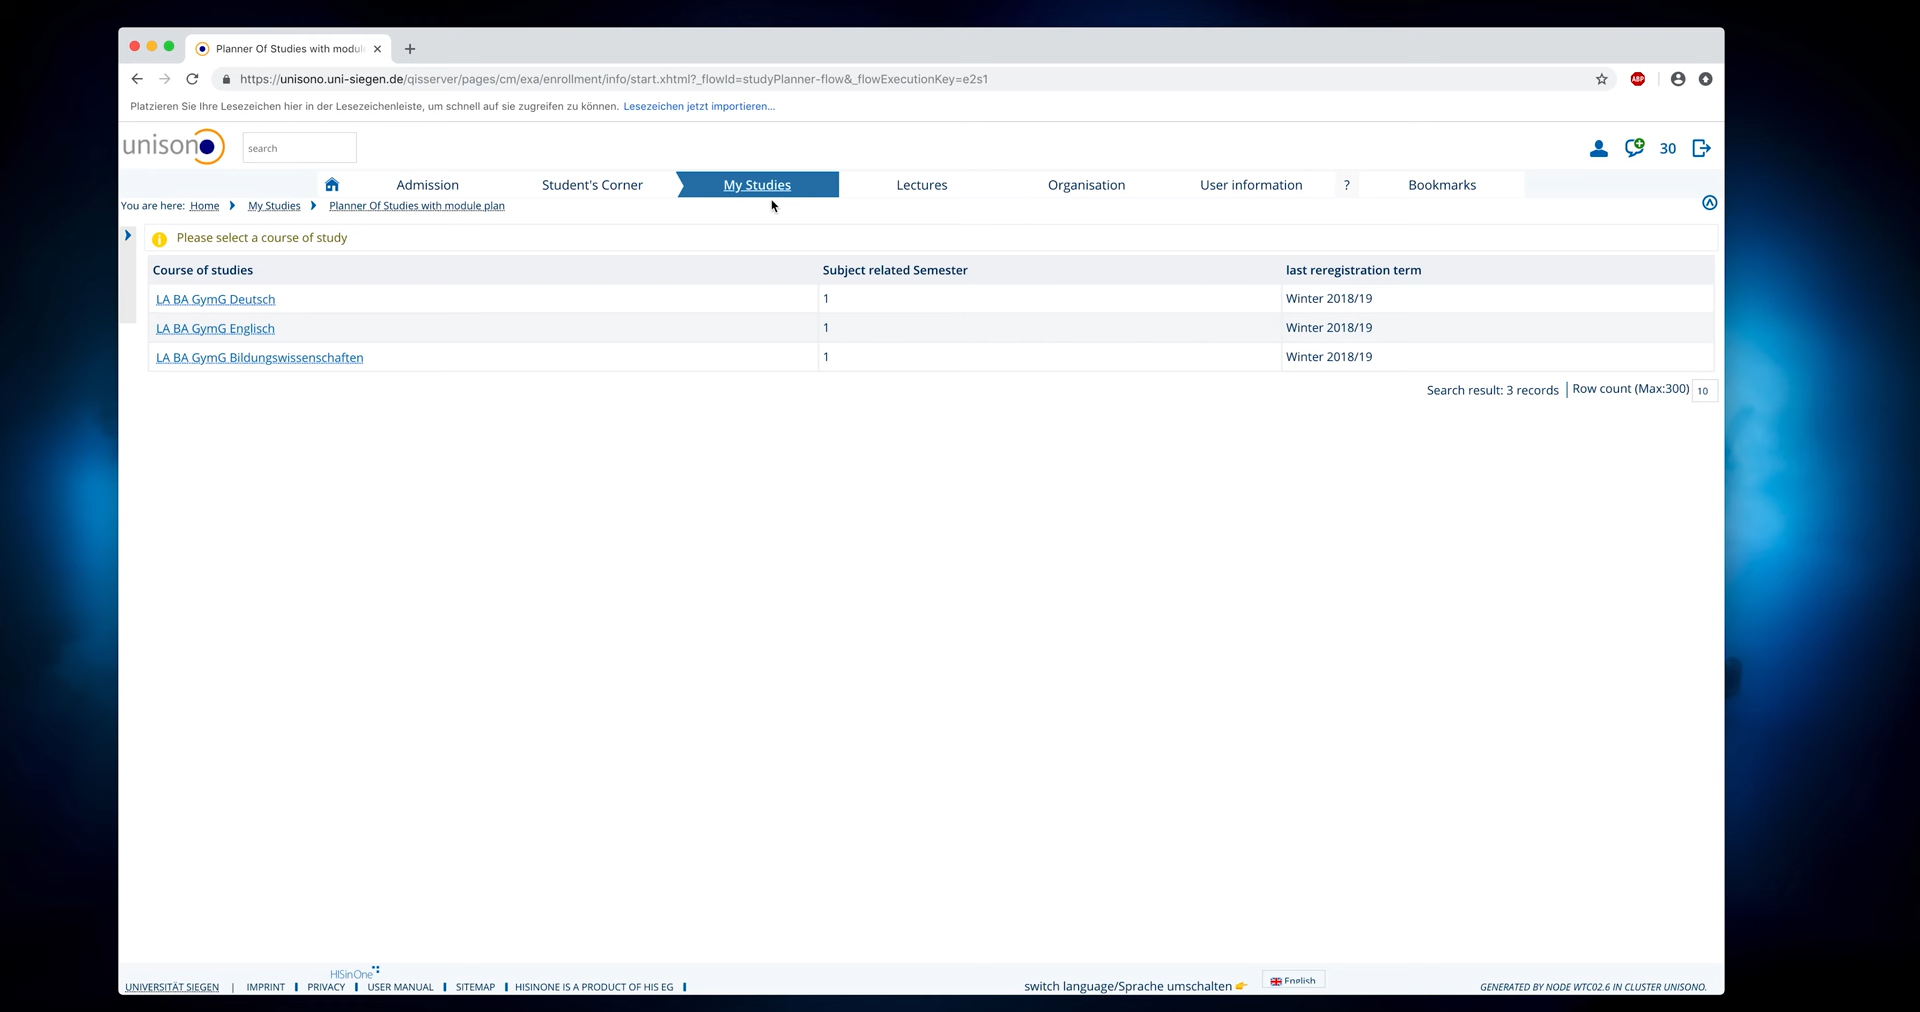 Planner Of Studies with modul
https://unisono.uni-siegen.de/qisserver/pages/cm/exa/enrollment/info/start.xhtml?_flowId=studyPlanner-flow&_flowExecutionKey=e2s1
ABP
Platzieren Sie Ihre Lesezeichen hier in der Lesezeichenleiste, um schnell auf sie zugreifen zu können. Lesezeichen jetzt importieren...
unisono
search
30
Admission Student's Corner My Studies Lectures Organisation User information ? Bookmarks
You are here: Home My Studies Planner Of Studies with module plan
Please select a course of study
Course of studies Subject related Semester last reregistration term
LA BA GymG Deutsch 1 Winter 2018/19
LA BA GymG Englisch 1 Winter 2018/19
LA BA GymG Bildungswissenschaften 1 Winter 2018/19
Search result: 3 records | Row count (Max:300) 10
HISinOne
UNIVERSITÄT SIEGEN | IMPRINT | PRIVACY | USER MANUAL | SITEMAP | HISINONE IS A PRODUCT OF HIS EG |
switch language/Sprache umschalten English
GENERATED BY NODE WTC02.6 IN CLUSTER UNISONO.